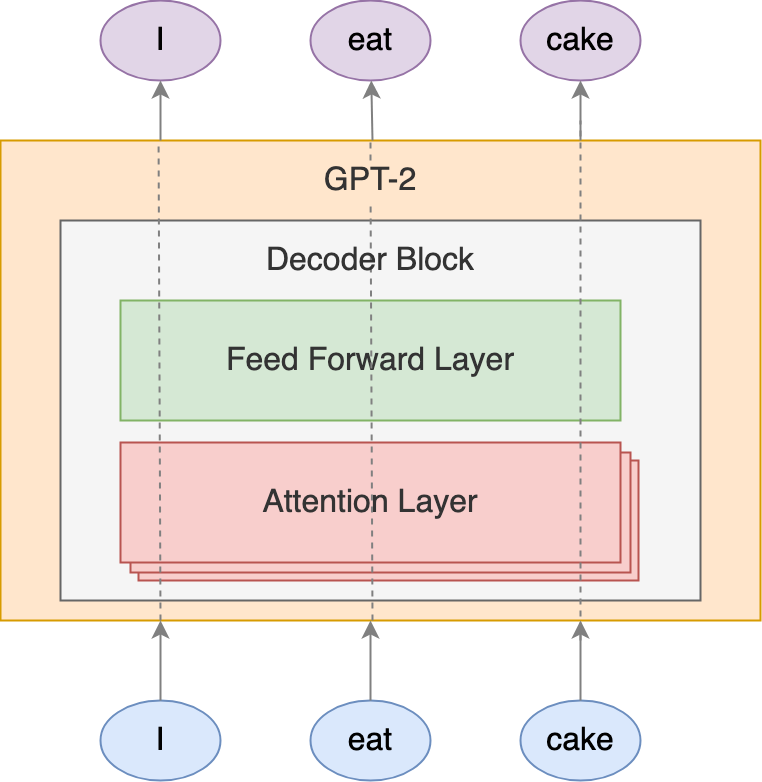 I eat cake
GPT-2
Decoder Block
Feed Forward Layer
Attention Layer
I eat cake